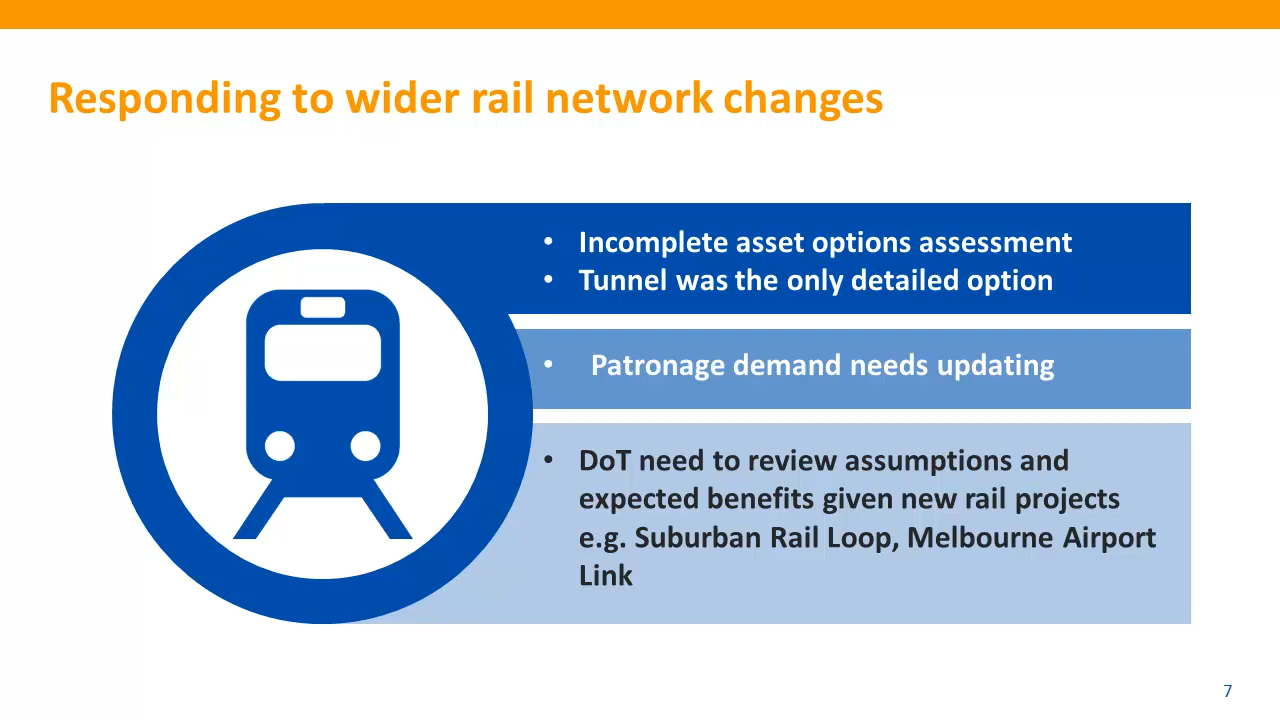 Responding to wider rail network changes
• Incomplete asset options assessment
• Tunnel was the only detailed option
• Patronage demand needs updating
• DoT need to review assumptions and
expected benefits given new rail projects
e.g. Suburban Rail Loop, Melbourne Airport
Link
7